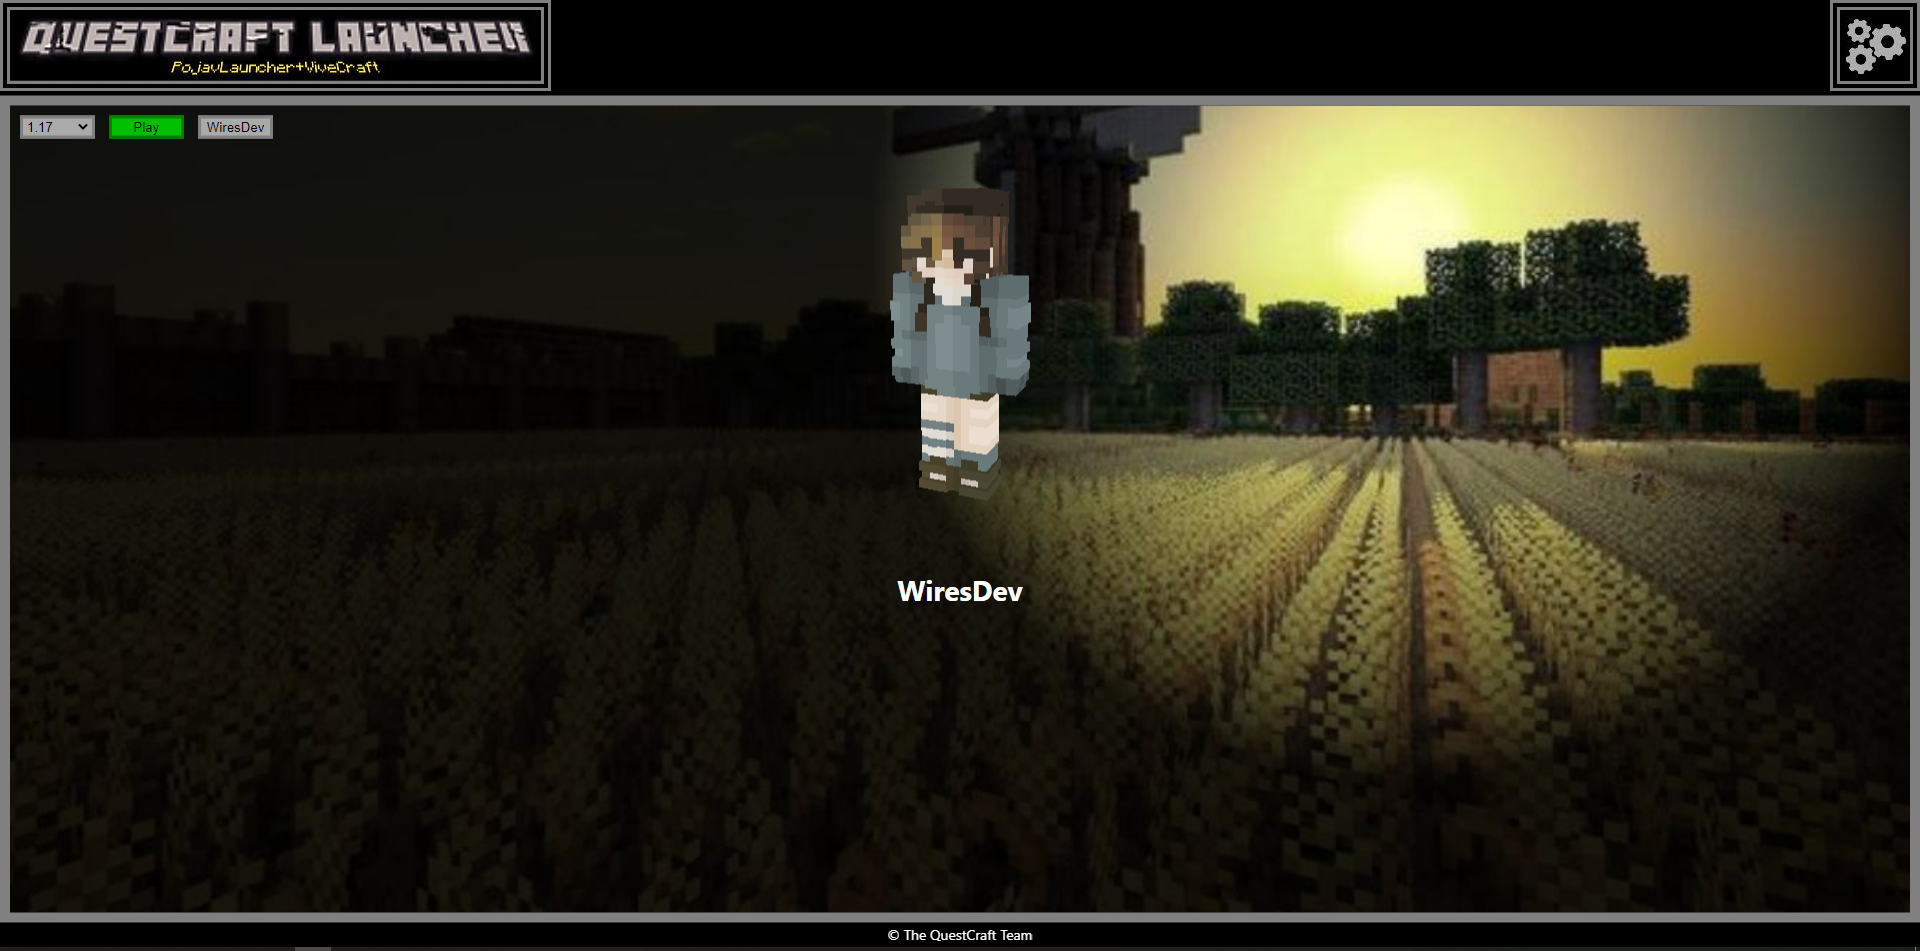 QUESTCRAFT LAUNCHER
PojavLauncher+ViveCraft
1.17 Play WiresDev
WiresDev
© The QuestCraft Team